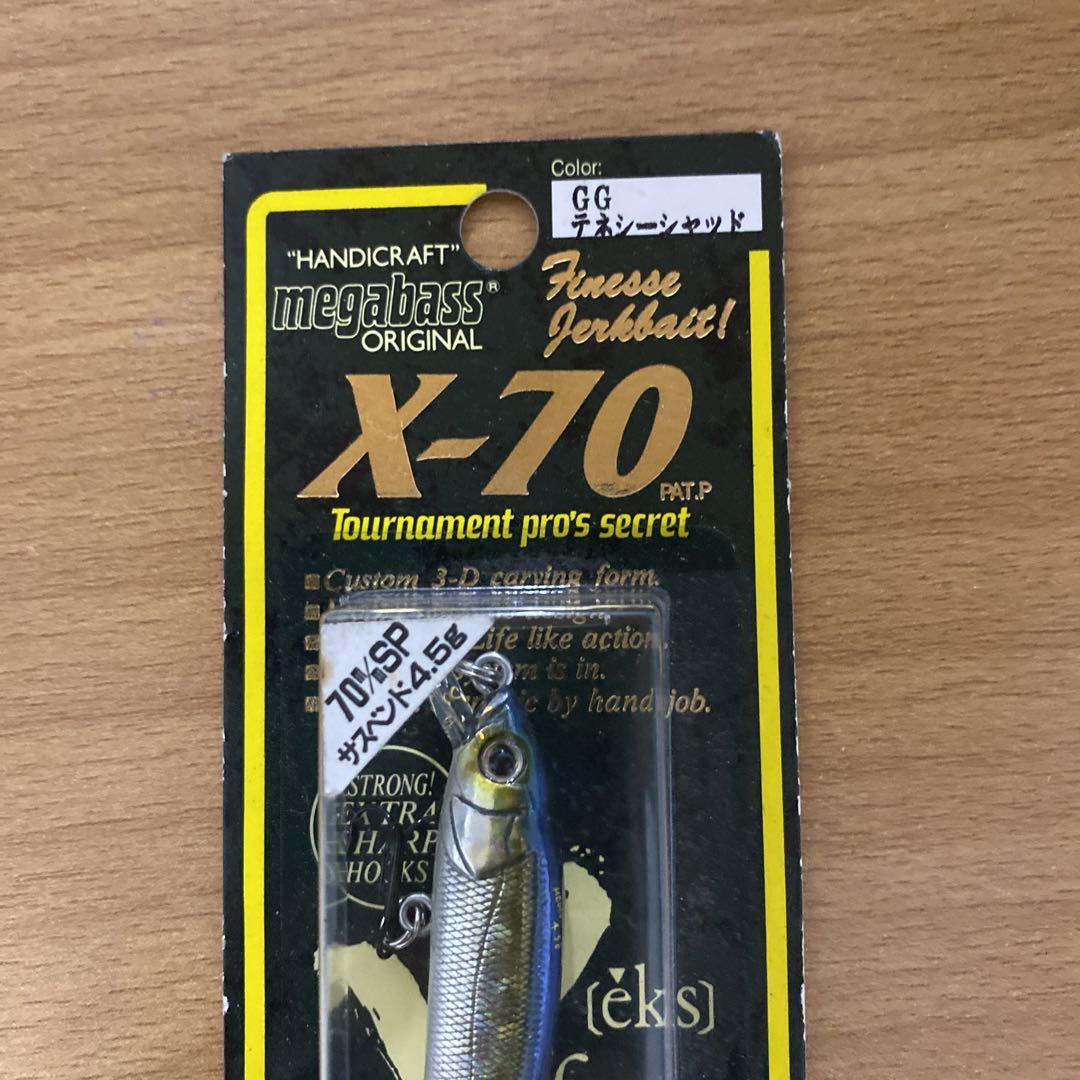 Color:
GG
テネシーシャッド
"HANDICRAFT"
megabass®
ORIGINAL
Finesse
Jerkbait!
X-70
PAT.P
Tournament pro's secret
Custom 3-D carving form.
Life like action.
is in.
by hand job.
70㎜SP
サスペンド4.5g
STRONG!
EXTRA
SHARP
HOOKS
[ěks]